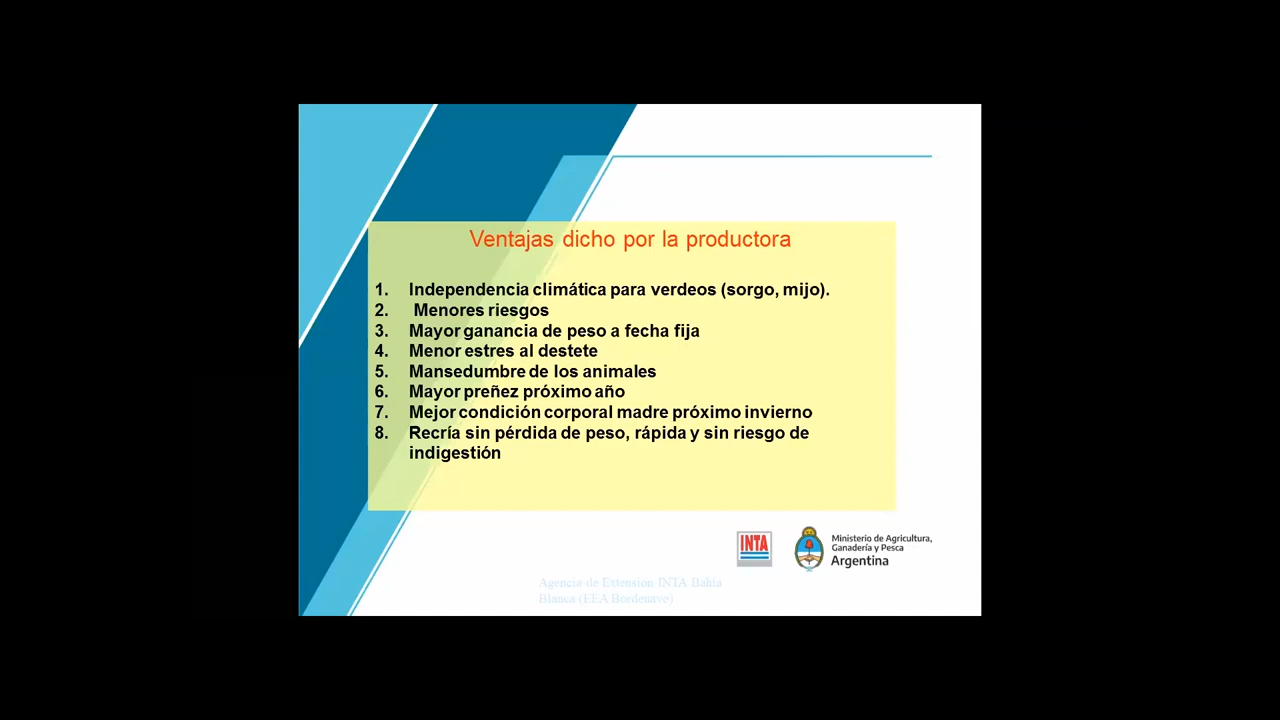 Ventajas dicho por la productora
1. Independencia climática para verdeos (sorgo, mijo).
2. Menores riesgos
3. Mayor ganancia de peso a fecha fija
4. Menor estres al destete
5. Mansedumbre de los animales
6. Mayor preñez próximo año
7. Mejor condición corporal madre próximo invierno
8. Recría sin pérdida de peso, rápida y sin riesgo de
indigestión
INTA
Ministerio de Agricultura,
Ganadería y Pesca
Argentina
Agencia de Extension INTA Bahía
Blanca (EEA Bordenave)